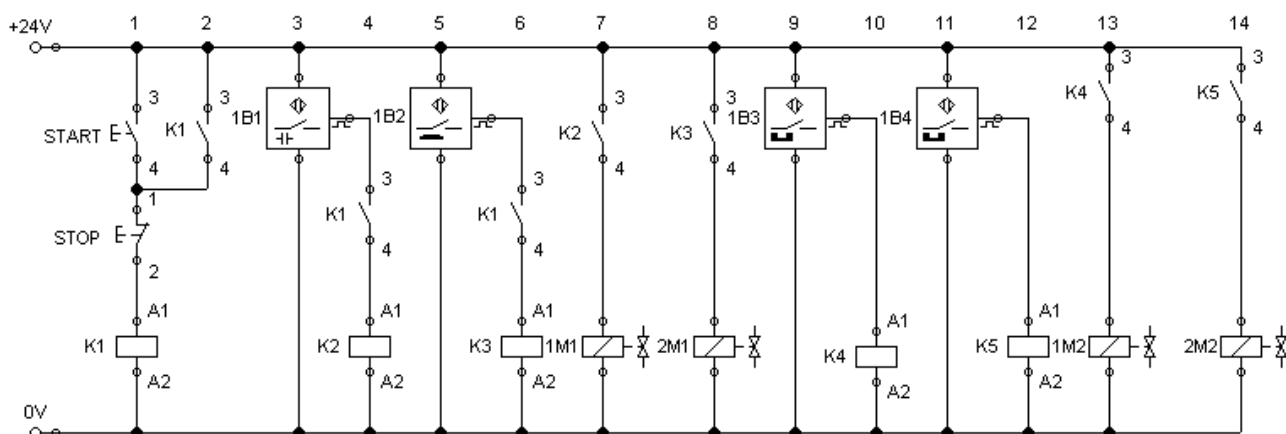 1 2 3 4 5 6 7 8 9 10 11 12 13 14
+24V
3 3 3 3 3 3
START K1 1B1 1B2 K2 K3 1B3 1B4 K4 K5
4 4 4 4 4 4
1 3 3
STOP K1 K1
2 4 4
A1 A1 A1 A1 A1
K1 K2 K3 1M1 2M1 K4 K5 1M2 2M2
A2 A2 A2 A2 A2
0V